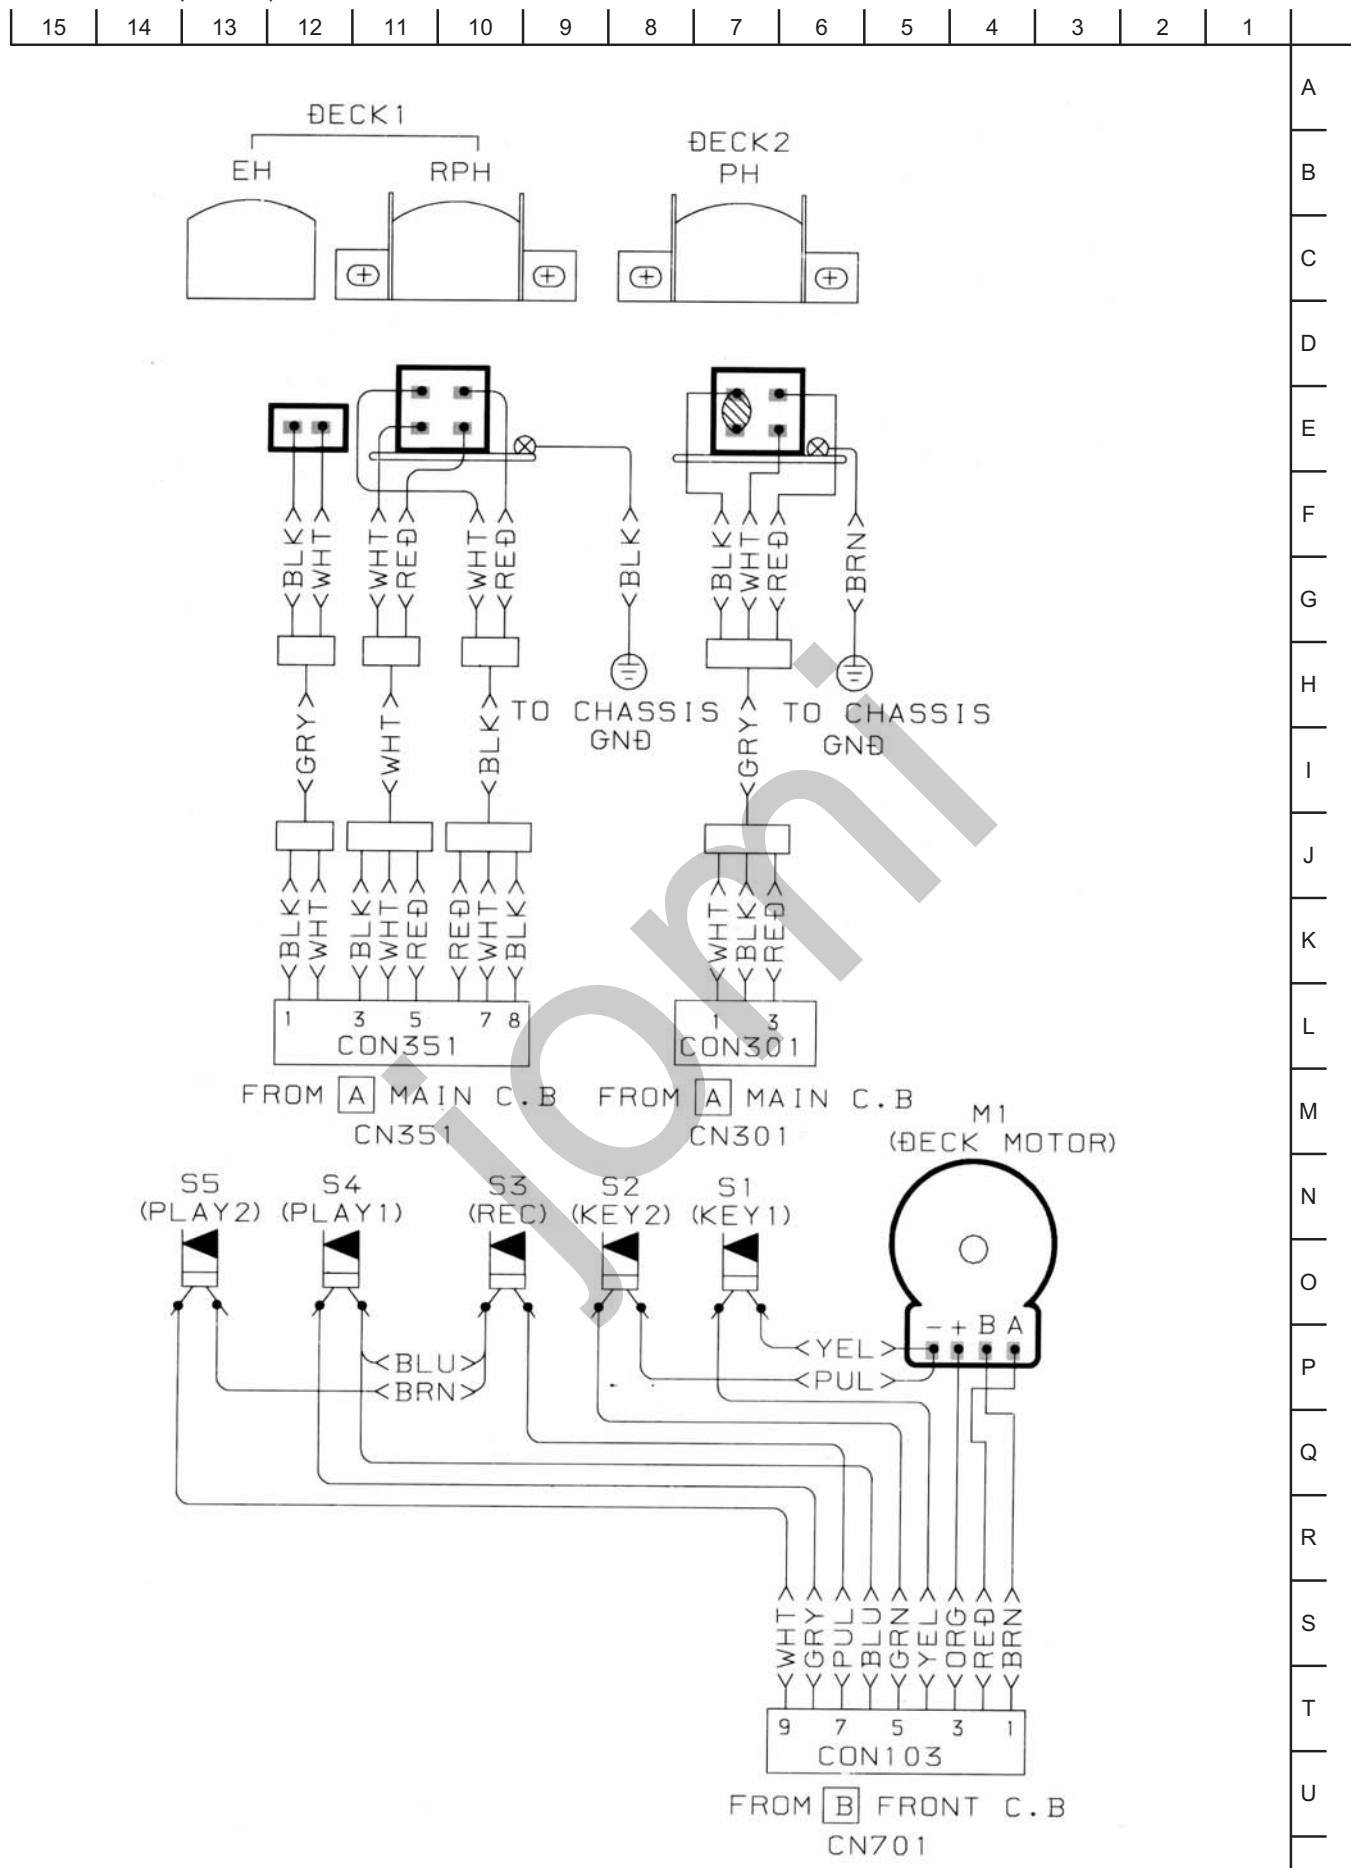 15 14 13 12 11 10 9 8 7 6 5 4 3 2 1
A
B
C
D
E
F
G
H
I
J
K
L
M
N
O
P
Q
R
S
T
U
DECK1
EH RPH
DECK2
PH
BLK WHT WHT RED WHT RED BLK BLK WHT RED BRN
TO CHASSIS
GND
TO CHASSIS
GND
GRY WHT BLK GRY
BLK WHT BLK WHT RED RED WHT BLK WHT BLK RED
1 3 5 7 8
CON351
1 3
CON301
FROM A MAIN C.B
CN351
FROM A MAIN C.B
CN301
M1
(DECK MOTOR)
S5
(PLAY2)
S4
(PLAY1)
S3
(REC)
S2
(KEY2)
S1
(KEY1)
- + B A
YEL
PUL
BLU
BRN
WHT GRY PUL BLU GRN YEL ORG RED BRN
9 7 5 3 1
CON103
FROM B FRONT C.B
CN701
jomi